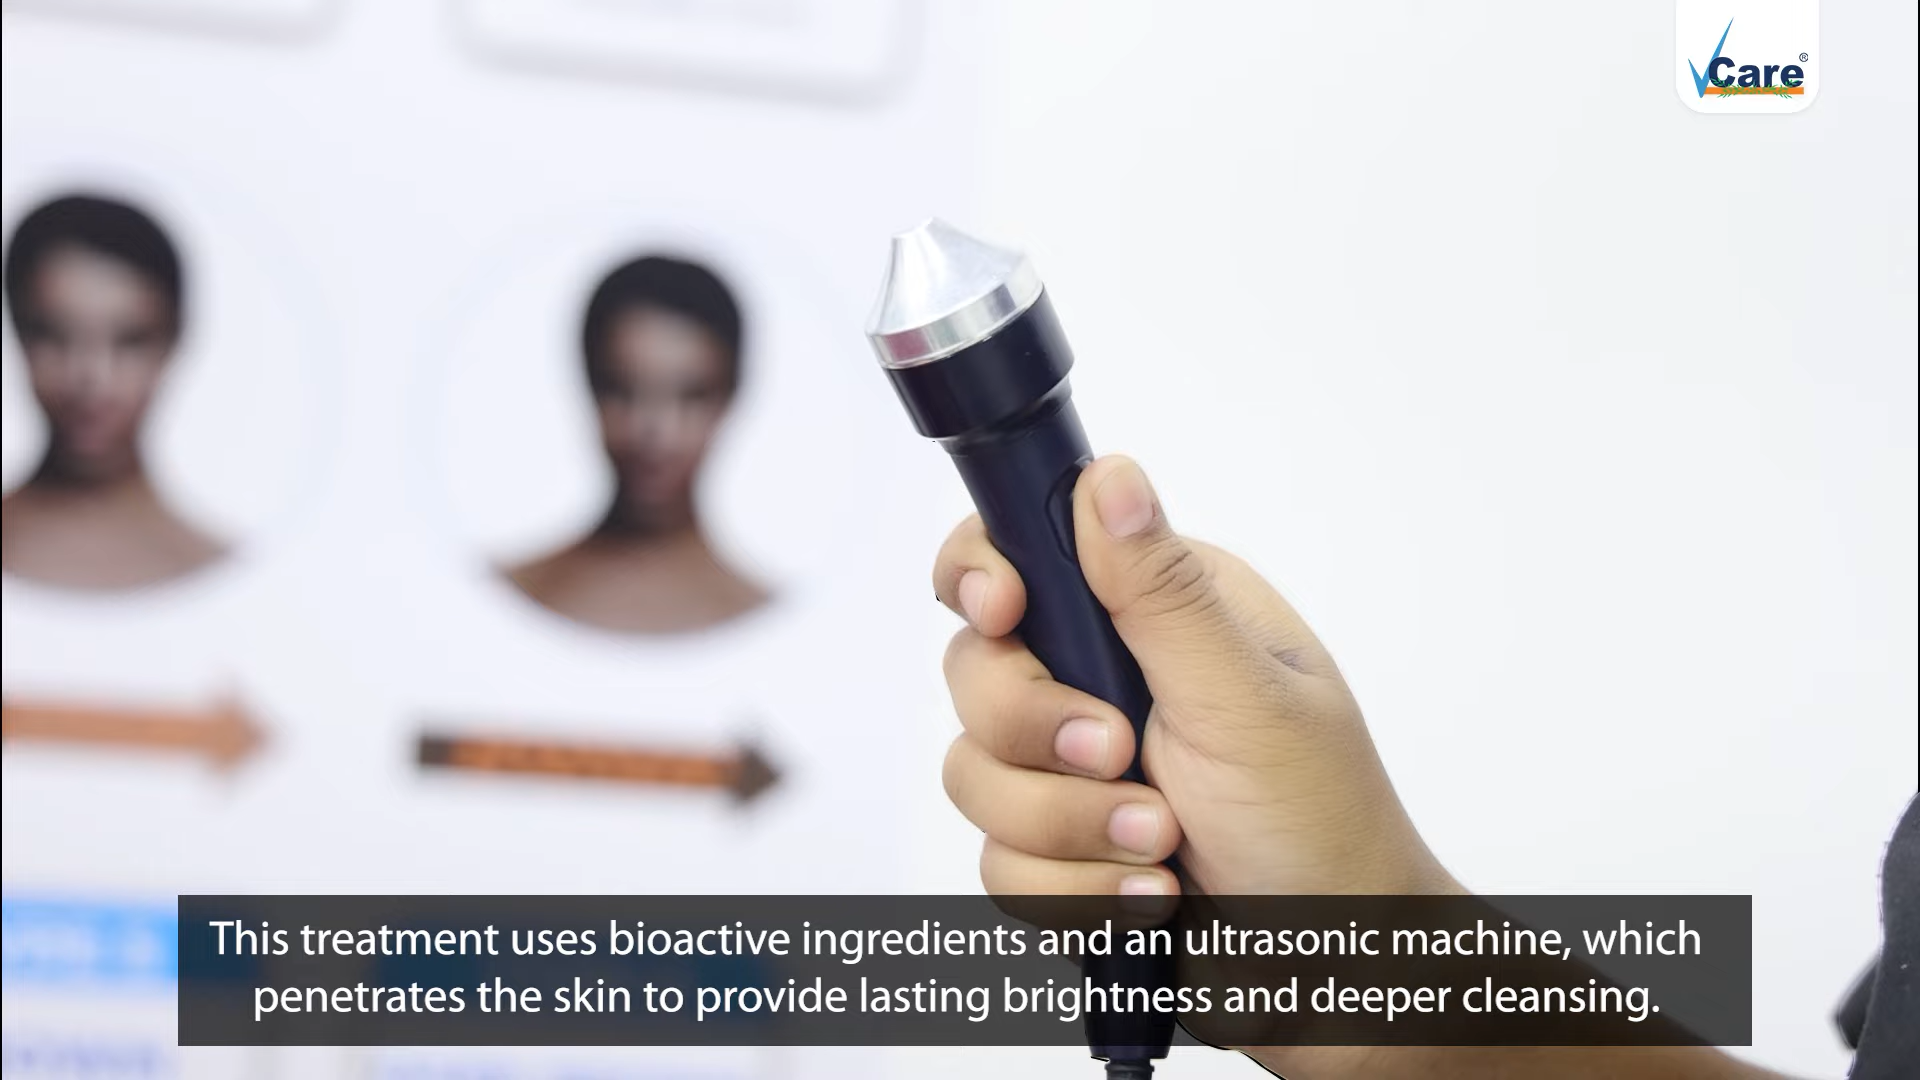 VCare®
This treatment uses bioactive ingredients and an ultrasonic machine, which
penetrates the skin to provide lasting brightness and deeper cleansing.